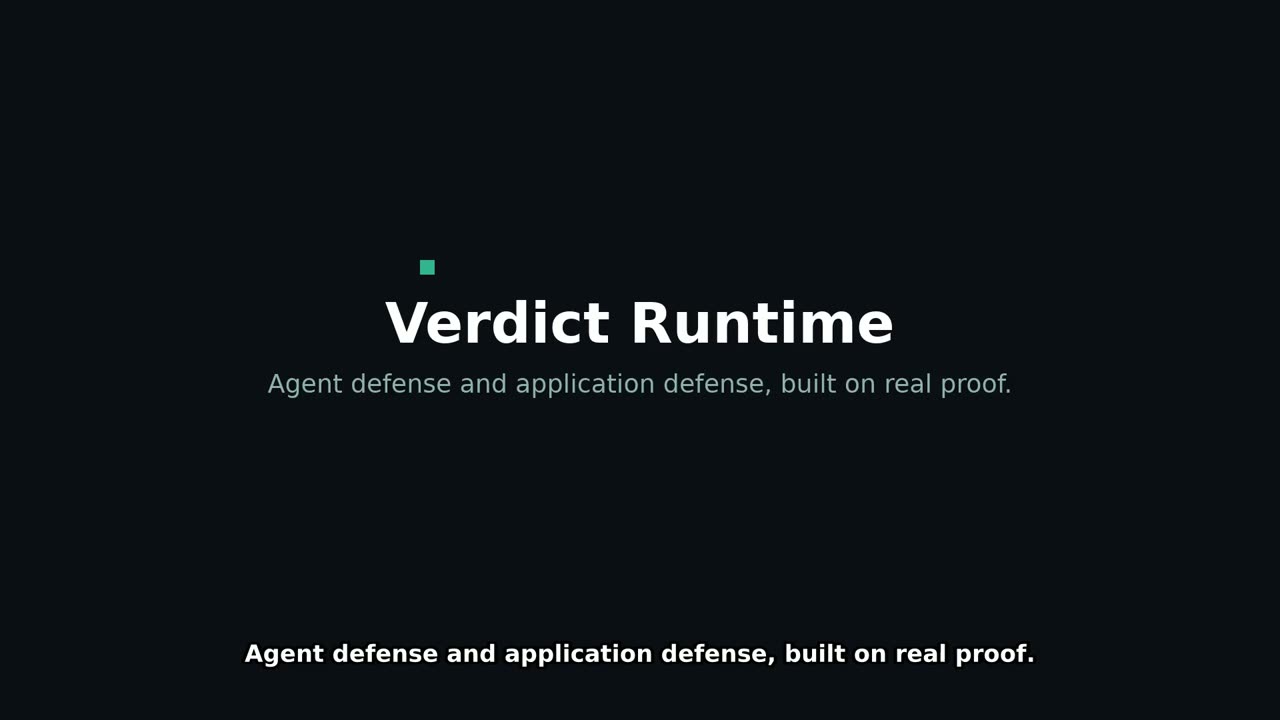 Verdict Runtime
Agent defense and application defense, built on real proof.
Agent defense and application defense, built on real proof.